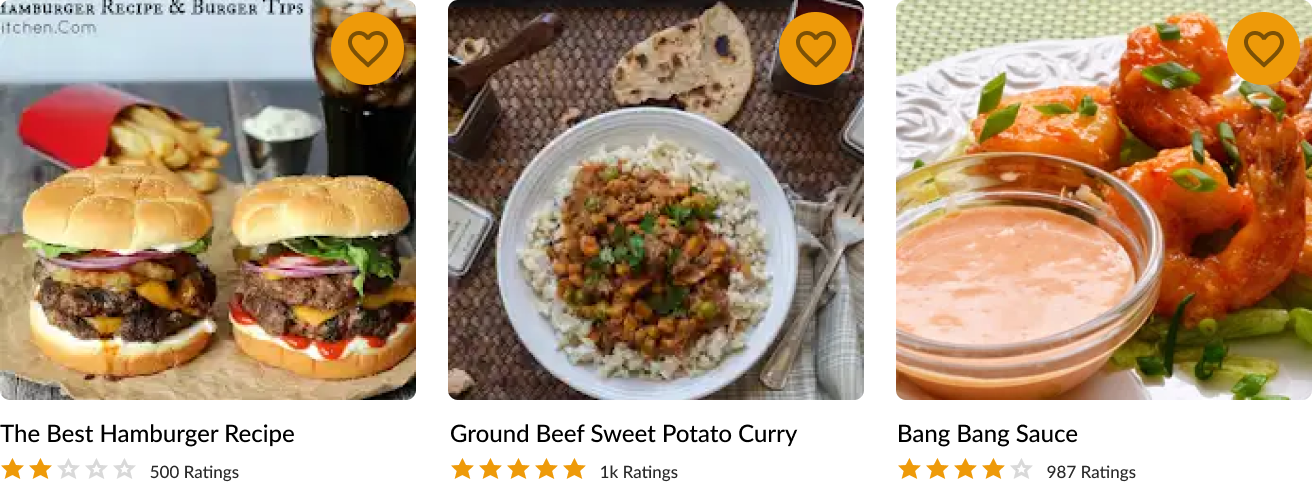 Hamburger Recipe & Burger Tips
itchen.Com
The Best Hamburger Recipe
500 Ratings
Ground Beef Sweet Potato Curry
1k Ratings
Bang Bang Sauce
987 Ratings